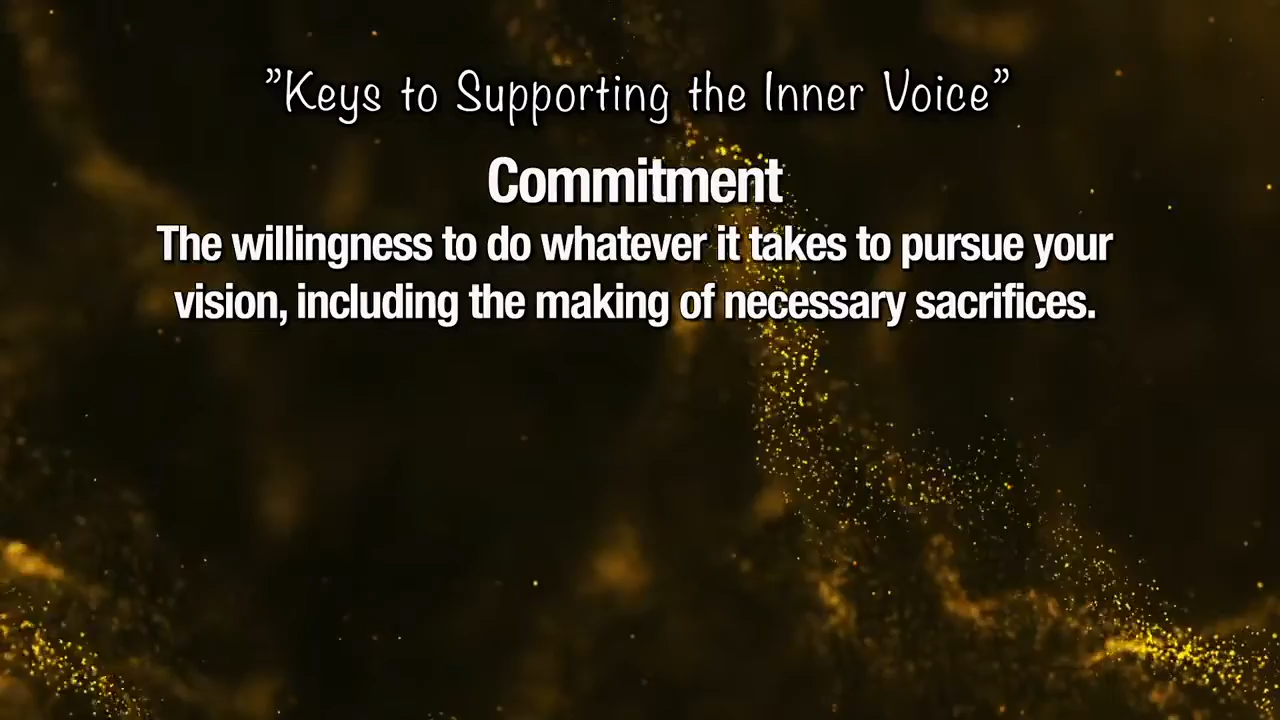 ”Keys to Supporting the Inner Voice”
Commitment
The willingness to do whatever it takes to pursue your
vision, including the making of necessary sacrifices.